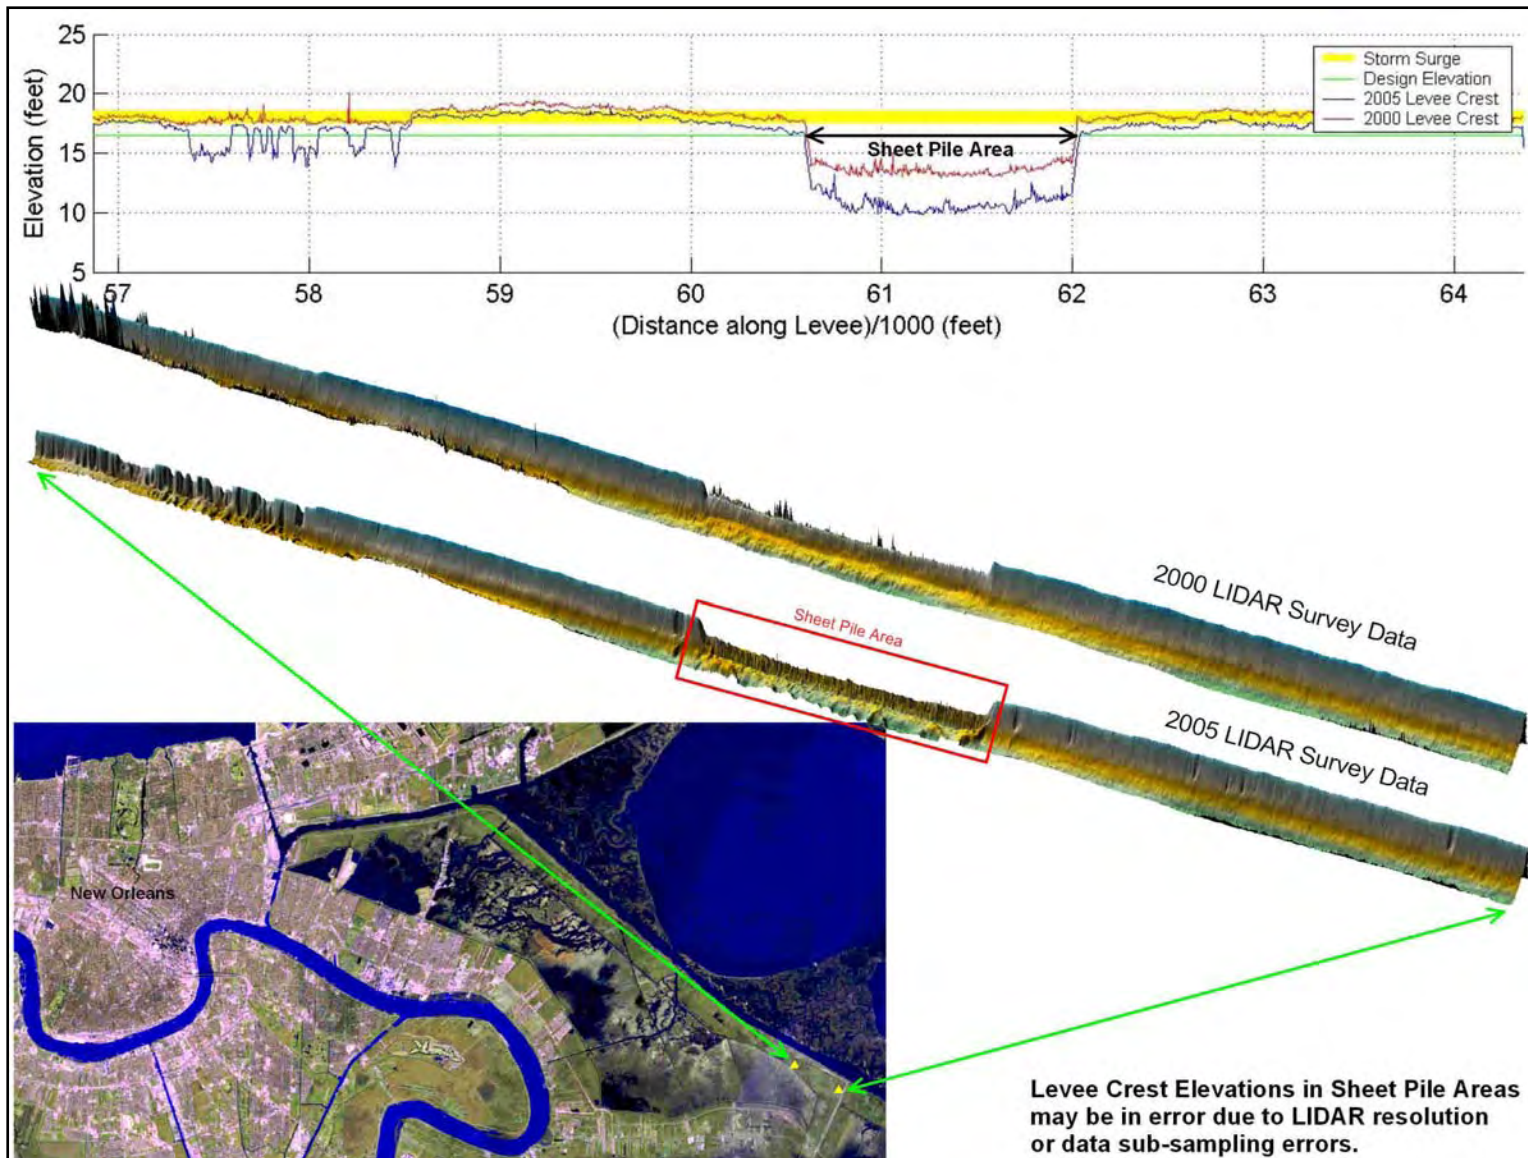 25
20
15
10
5
Elevation (feet)
Storm Surge
Design Elevation
2005 Levee Crest
2000 Levee Crest
Sheet Pile Area
57 58 59 60 61 62 63 64
(Distance along Levee)/1000 (feet)
2000 LIDAR Survey Data
Sheet Pile Area
2005 LIDAR Survey Data
New Orleans
Levee Crest Elevations in Sheet Pile Areas
may be in error due to LIDAR resolution
or data sub-sampling errors.